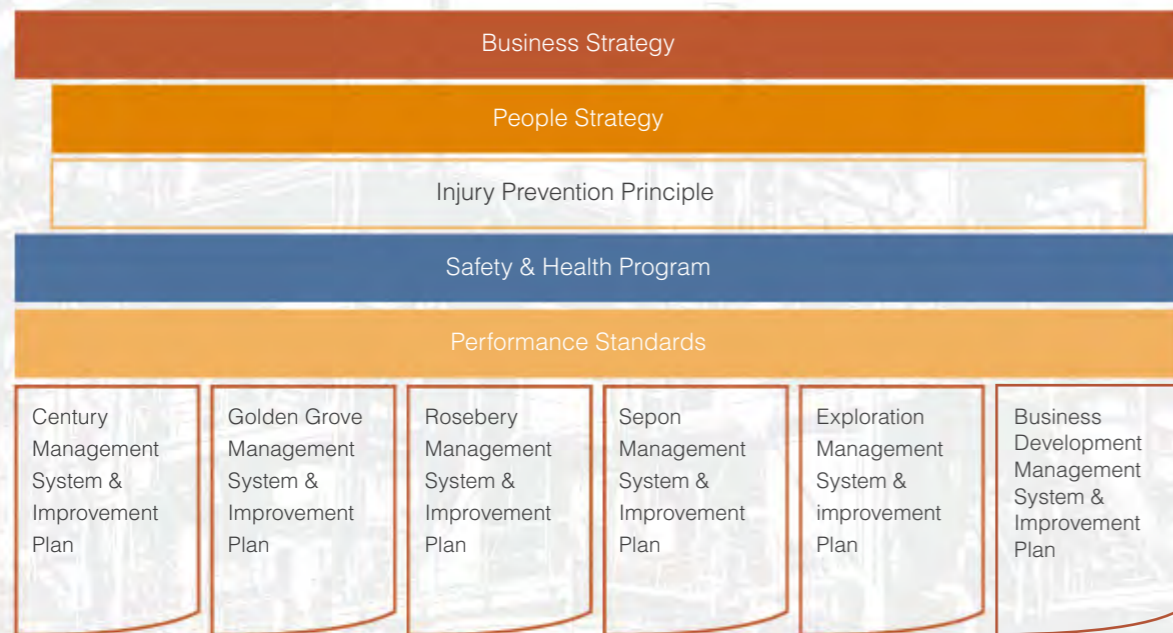 Business Strategy
People Strategy
Injury Prevention Principle
Safety & Health Program
Performance Standards
Century
Management
System &
Improvement
Plan
Golden Grove
Management
System &
Improvement
Plan
Rosebery
Management
System &
Improvement
Plan
Sepon
Management
System &
Improvement
Plan
Exploration
Management
System &
improvement
Plan
Business
Development
Management
System &
Improvement
Plan